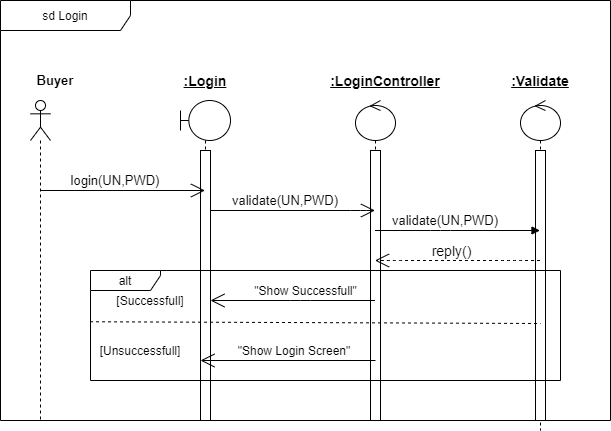 sd Login
Buyer
:Login
:LoginController
:Validate
login(UN,PWD)
validate(UN,PWD)
validate(UN,PWD)
reply()
alt
[Successfull]
"Show Successfull"
[Unsuccessfull]
"Show Login Screen"